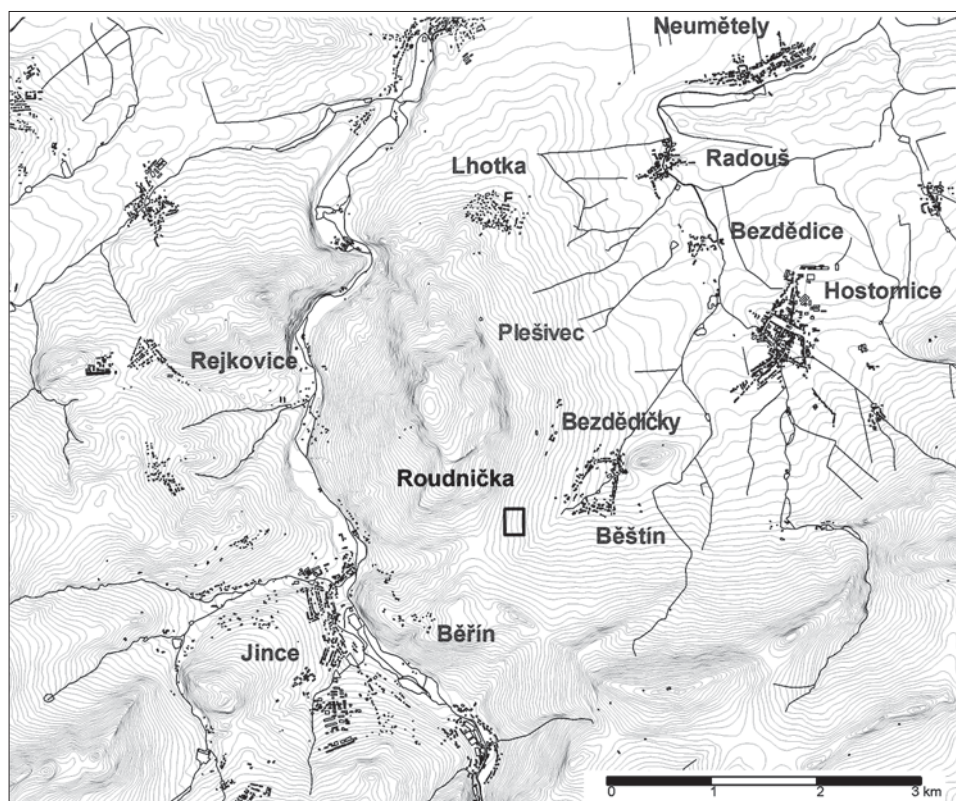 Neumětely
Lhotka
Radouš
Bezdědice
Hostomice
Plešivec
Rejkovice
Bezdědičky
Roudnička
Běštín
Běřín
Jince
0 1 2 3 km